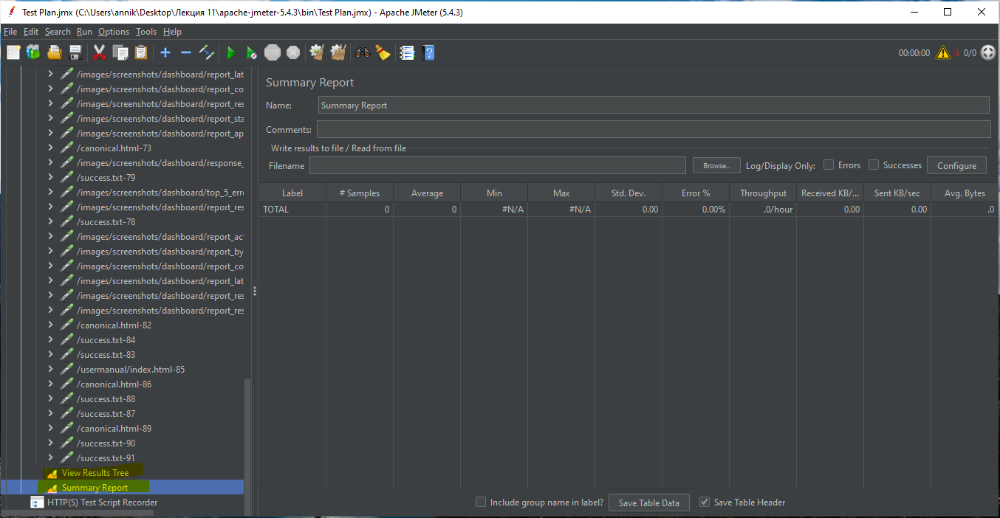 Test Plan.jmx (C:\Users\annik\Desktop\Лекция 11\apache-jmeter-5.4.3\bin\Test Plan.jmx) - Apache JMeter (5.4.3)
File Edit Search Run Options Tools Help
STOP 00:00:00 4 0/0
/images/screenshots/dashboard/report_lat
/images/screenshots/dashboard/report_co
/images/screenshots/dashboard/report_res
/images/screenshots/dashboard/report_sta
/images/screenshots/dashboard/report_ap
/canonical.html-73
/images/screenshots/dashboard/response_
/success.txt-79
/images/screenshots/dashboard/top_5_erre
/images/screenshots/dashboard/report_res
/success.txt-78
/images/screenshots/dashboard/report_ac
/images/screenshots/dashboard/report_by
/images/screenshots/dashboard/report_co
/images/screenshots/dashboard/report_lat
/images/screenshots/dashboard/report_res
/images/screenshots/dashboard/report_res
/canonical.html-82
/success.txt-84
/success.txt-83
/usermanual/index.html-85
/canonical.html-86
/success.txt-88
/success.txt-87
/canonical.html-89
/success.txt-90
/success.txt-91
View Results Tree
Summary Report
HTTP(S) Test Script Recorder
Summary Report
Name: Summary Report
Comments:
Write results to file / Read from file
Filename Browse... Log/Display Only: Errors Successes Configure
Label # Samples Average Min Max Std. Dev. Error % Throughput Received KB/... Sent KB/sec Avg. Bytes
TOTAL 0 0 #N/A #N/A 0.00 0.00% .0/hour 0.00 0.00 .0
Include group name in label? Save Table Data Save Table Header